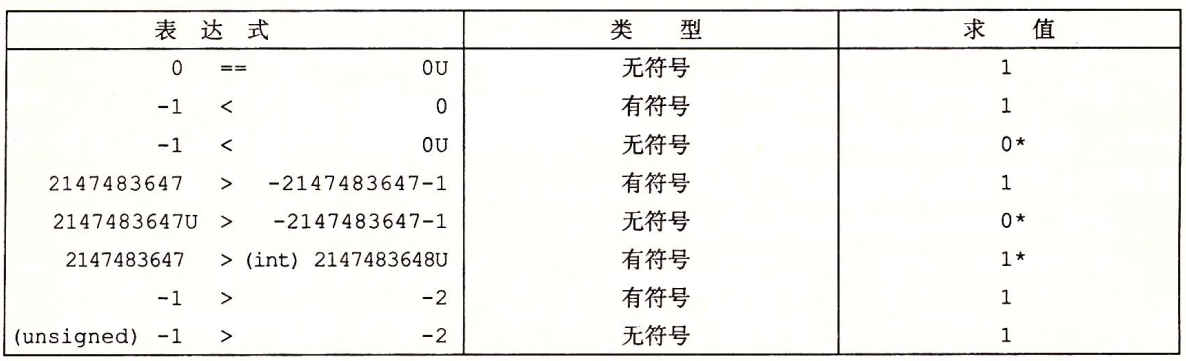 表 达 式 类 型 求 值
0 == 0U 无符号 1
-1 < 0 有符号 1
-1 < 0U 无符号 0*
2147483647 > -2147483647-1 有符号 1
2147483647U > -2147483647-1 无符号 0*
2147483647 > (int) 2147483648U 有符号 1*
-1 > -2 有符号 1
(unsigned) -1 > -2 无符号 1